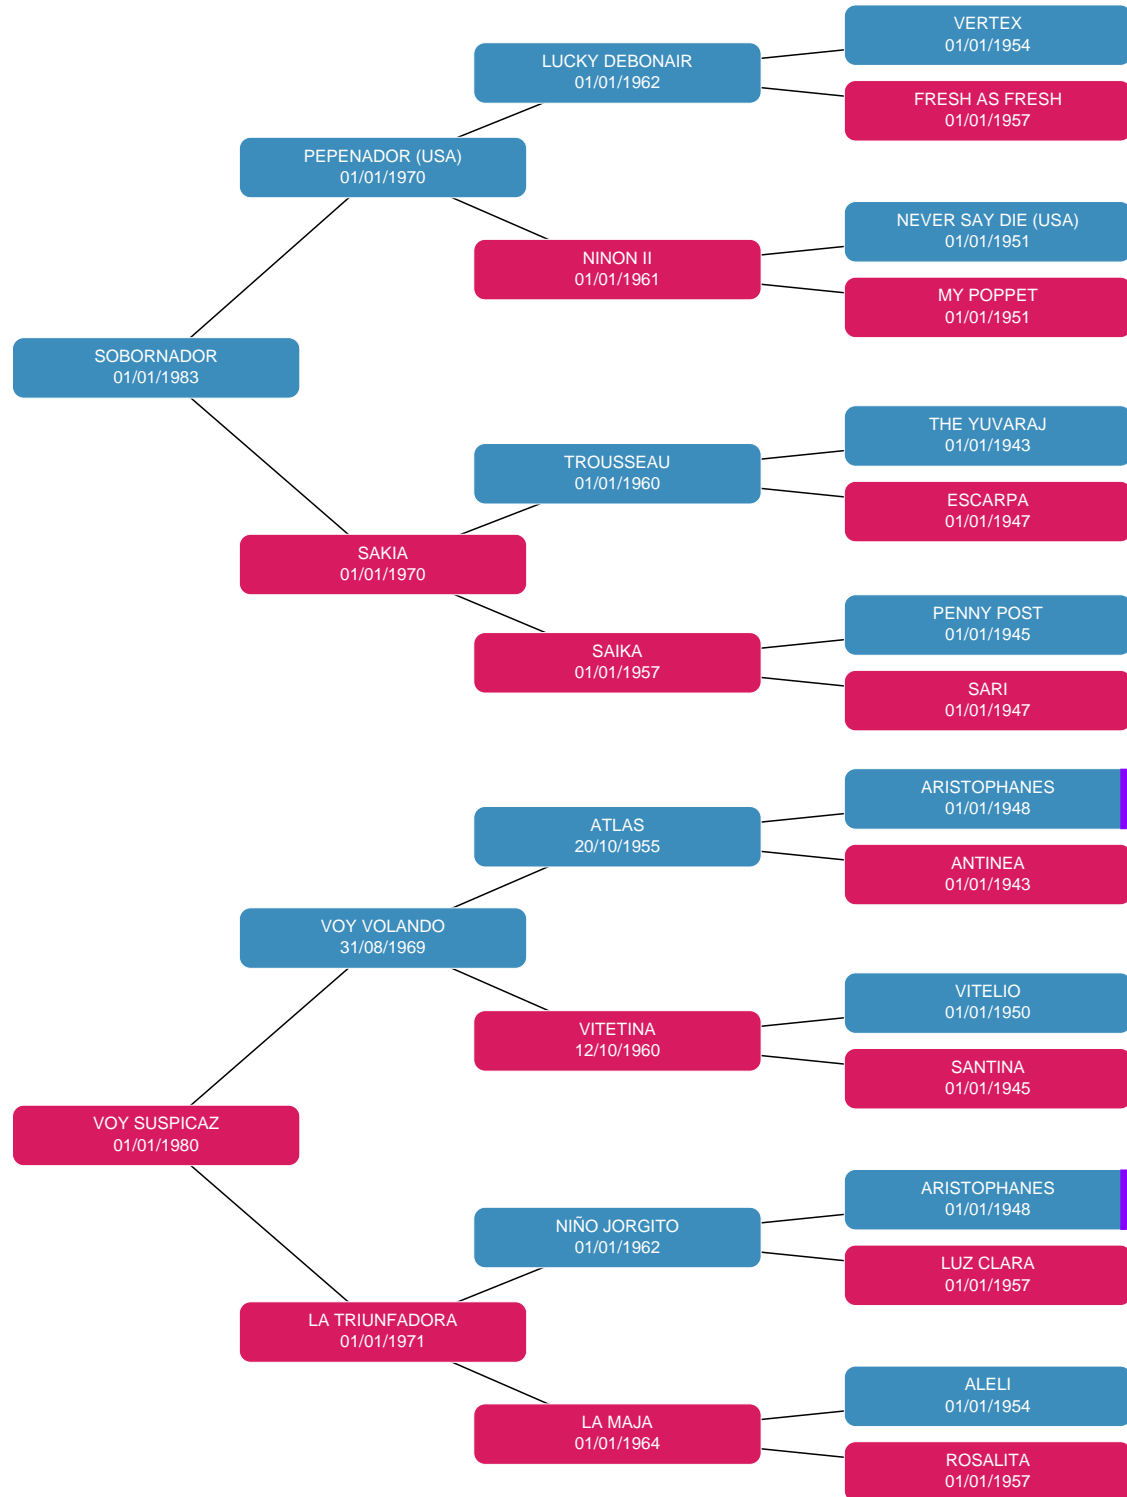 VERTEX
01/01/1954
LUCKY DEBONAIR
01/01/1962
FRESH AS FRESH
01/01/1957
PEPENADOR (USA)
01/01/1970
NEVER SAY DIE (USA)
01/01/1951
NINON II
01/01/1961
MY POPPET
01/01/1951
SOBORNADOR
01/01/1983
THE YUVARAJ
01/01/1943
TROUSSEAU
01/01/1960
ESCARPA
01/01/1947
SAKIA
01/01/1970
PENNY POST
01/01/1945
SAIKA
01/01/1957
SARI
01/01/1947
ARISTOPHANES
01/01/1948
ATLAS
20/10/1955
ANTINEA
01/01/1943
VOY VOLANDO
31/08/1969
VITELIO
01/01/1950
VITETINA
12/10/1960
SANTINA
01/01/1945
VOY SUSPICAZ
01/01/1980
ARISTOPHANES
01/01/1948
NIÑO JORGITO
01/01/1962
LUZ CLARA
01/01/1957
LA TRIUNFADORA
01/01/1971
ALELI
01/01/1954
LA MAJA
01/01/1964
ROSALITA
01/01/1957